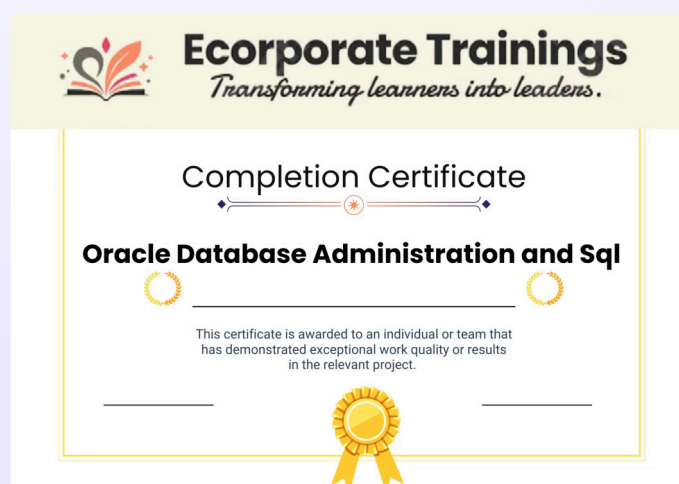 Ecorporate Trainings
Transforming learners into leaders.
Completion Certificate
Oracle Database Administration and Sql
This certificate is awarded to an individual or team that
has demonstrated exceptional work quality or results
in the relevant project.